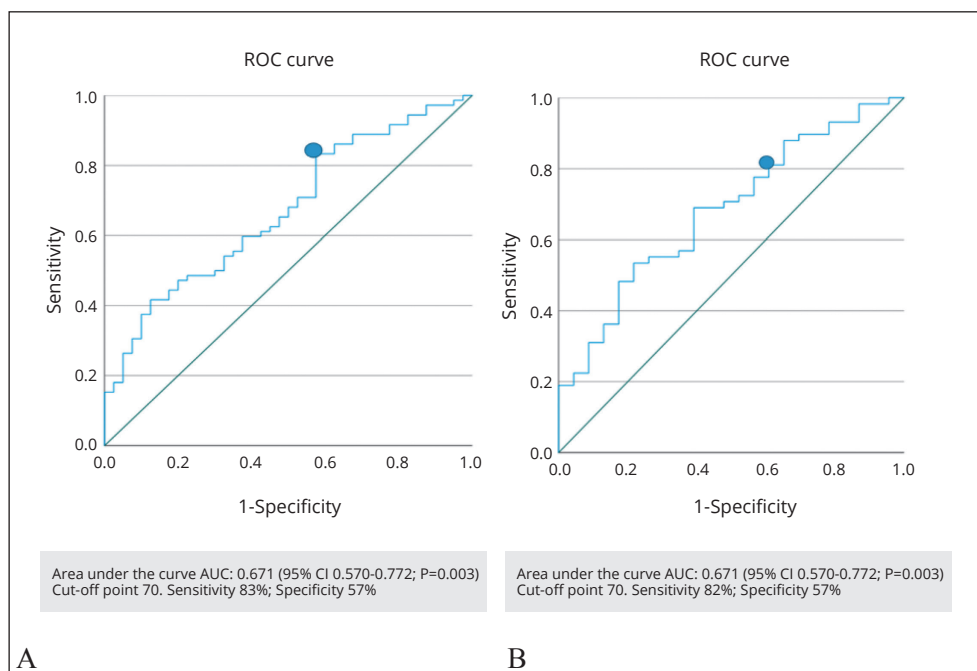 ROC curve
1.0
0.8
0.6
0.4
0.2
0.0
Sensitivity
0.0 0.2 0.4 0.6 0.8 1.0
1-Specificity
Area under the curve AUC: 0.671 (95% CI 0.570-0.772; P=0.003)
Cut-off point 70. Sensitivity 83%; Specificity 57%
A
ROC curve
1.0
0.8
0.6
0.4
0.2
0.0
Sensitivity
0.0 0.2 0.4 0.6 0.8 1.0
1-Specificity
Area under the curve AUC: 0.671 (95% CI 0.570-0.772; P=0.003)
Cut-off point 70. Sensitivity 82%; Specificity 57%
B